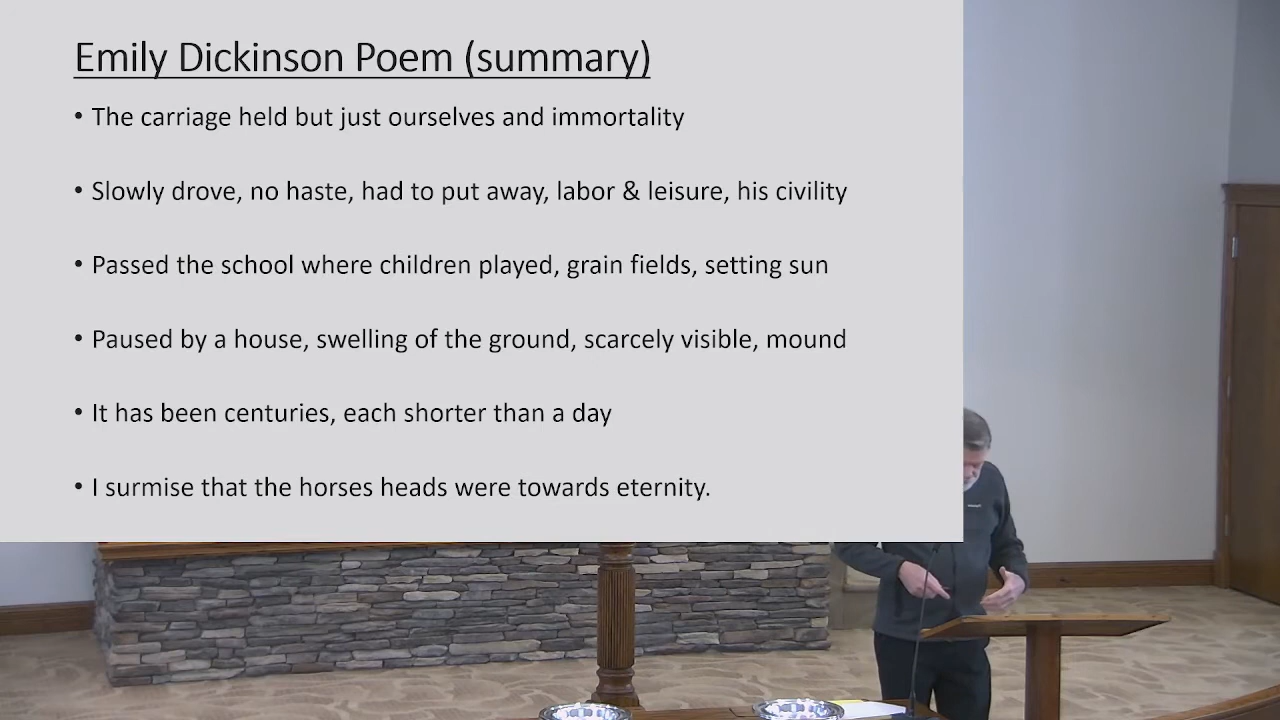 Emily Dickinson Poem (summary)
• The carriage held but just ourselves and immortality
• Slowly drove, no haste, had to put away, labor & leisure, his civility
• Passed the school where children played, grain fields, setting sun
• Paused by a house, swelling of the ground, scarcely visible, mound
• It has been centuries, each shorter than a day
• I surmise that the horses heads were towards eternity.